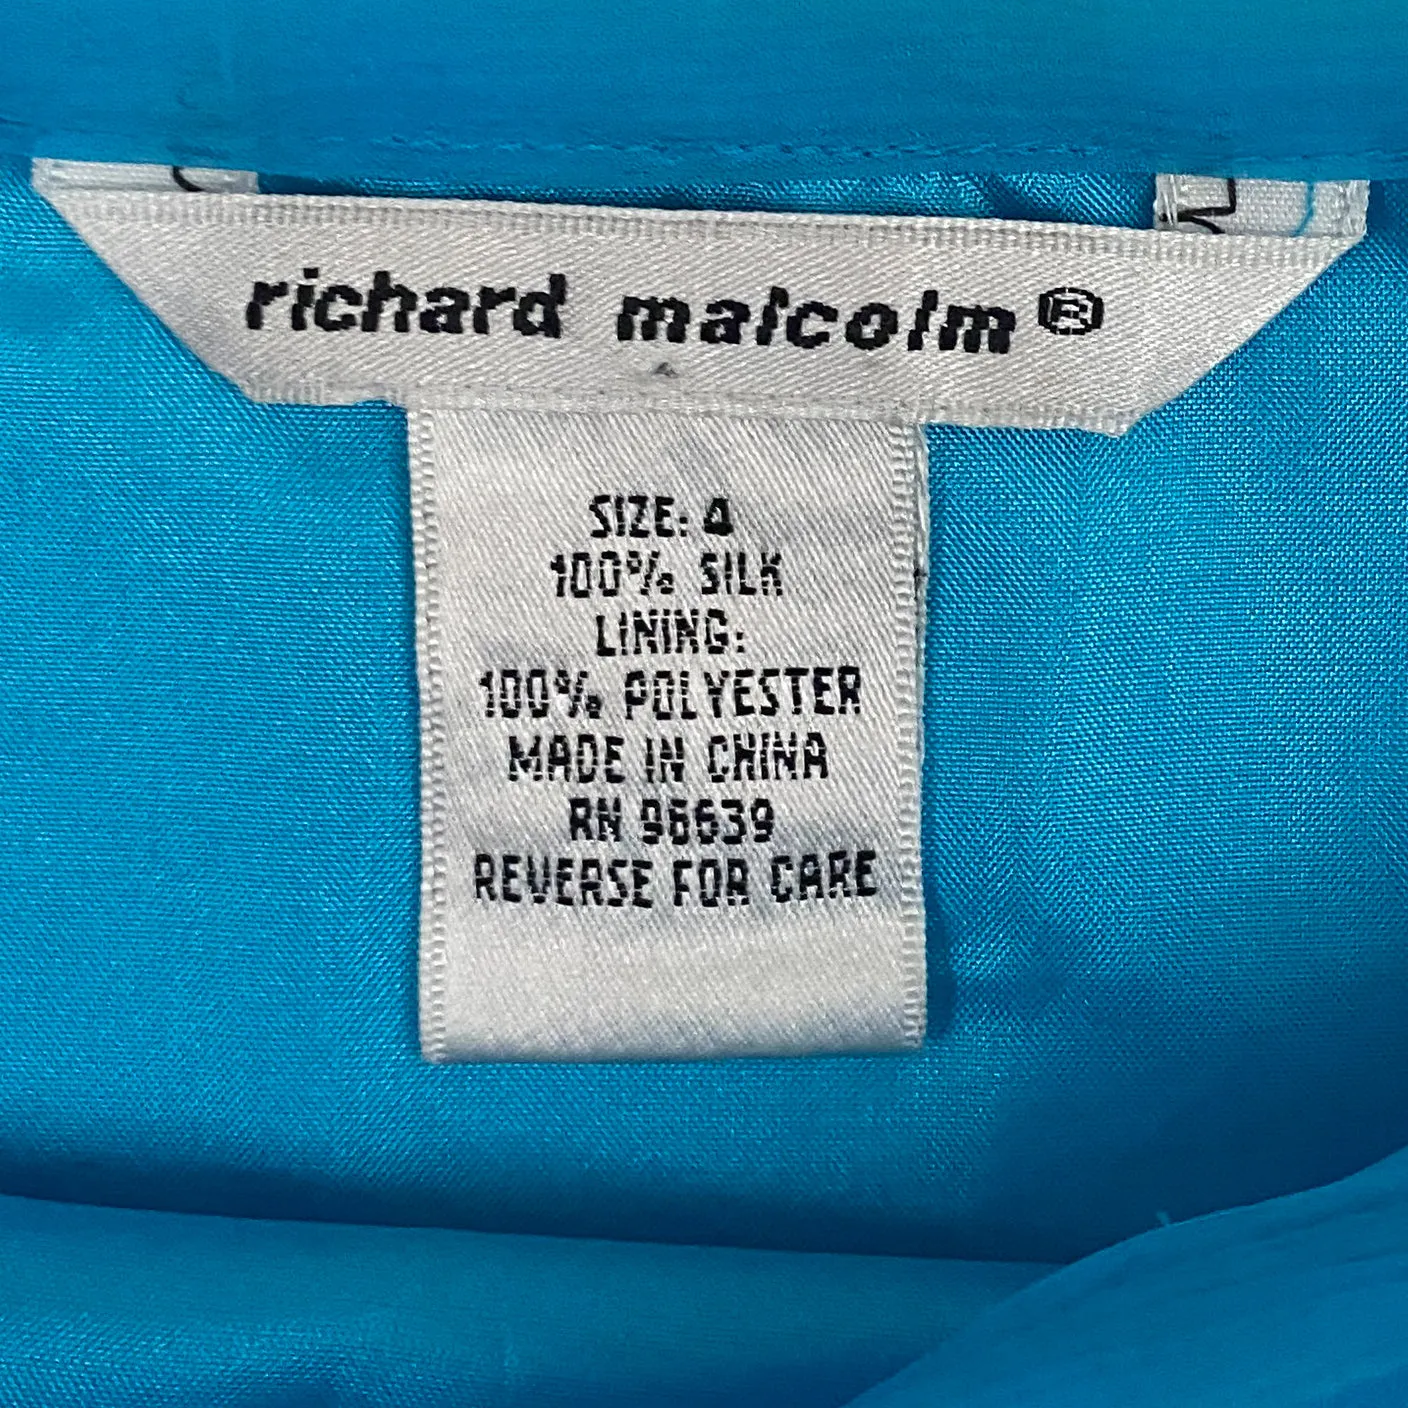 richard malcolm®
SIZE: 4
100% SILK
LINING:
100% POLYESTER
MADE IN CHINA
RN 96639
REVERSE FOR CARE